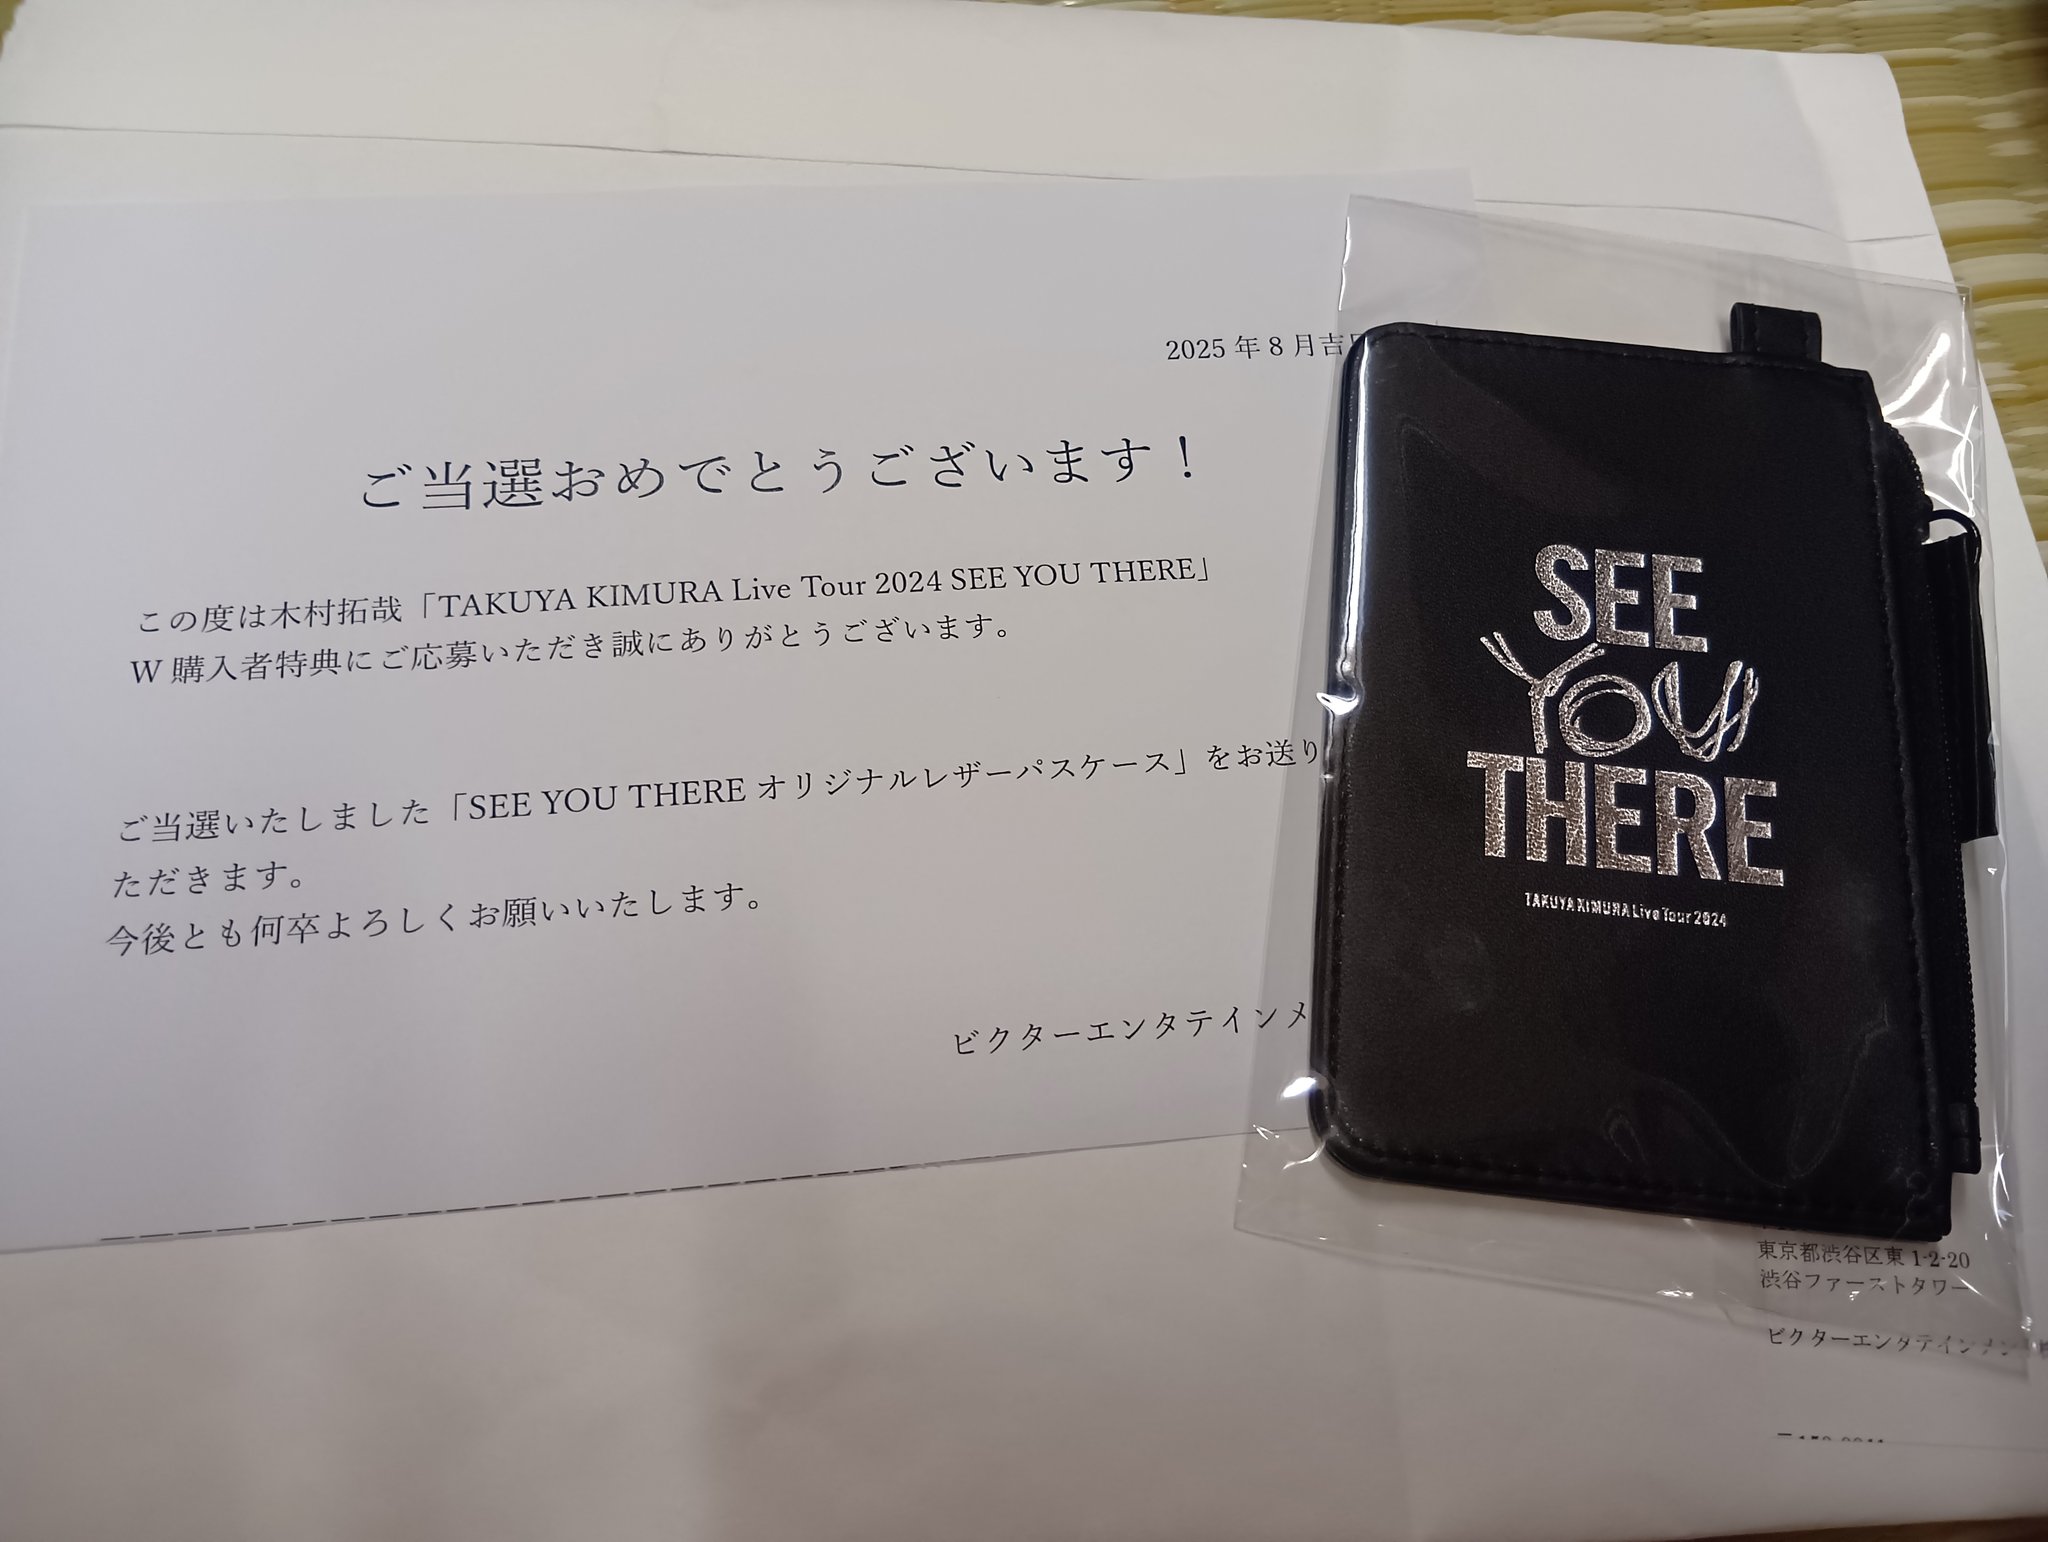 2025 年 8 月吉
ご当選おめでとうございます！
この度は木村拓哉「TAKUYA KIMURA Live Tour 2024 SEE YOU THERE」
W 購入者特典にご応募いただき誠にありがとうございます。
ご当選いたしました「SEE YOU THERE オリジナルレザーパスケース」をお送り
ただきます。
今後とも何卒よろしくお願いいたします。
ビクターエンタテインメ
SEE
YOU
THERE
TAKUYA KIMURA Live Tour 2024
東京都渋谷区東 1-2-20
渋谷ファーストタワー
ビクターエンタテインメント